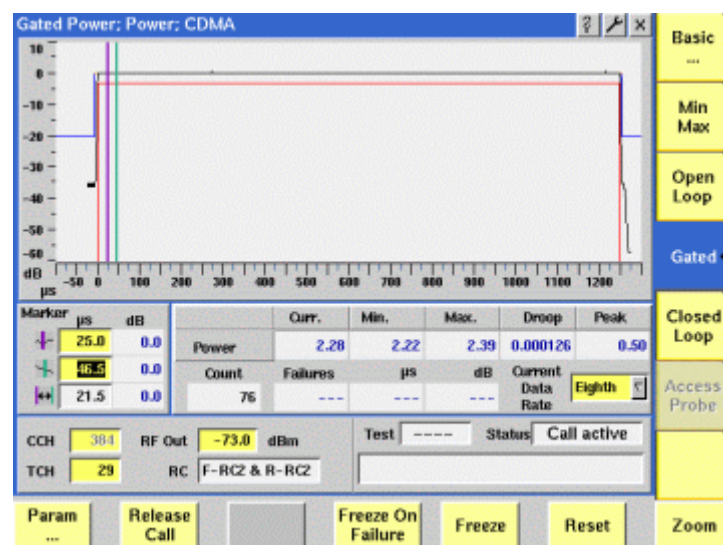 Gated Power; Power; CDMA
?
×
10
0
-10
-20
-30
-40
-50
-60
dB
µs
-50 0 100 200 300 400 500 600 700 800 900 1000 1100 1200
Marker µs dB
25.0 0.0
46.5 0.0
21.5 0.0
Curr. Min. Max. Droop Peak
Power 2.28 2.22 2.39 0.000126 0.50
Count Failures µs dB Current Data Rate Eighth
76 --- --- ---
CCH 384 RF Out -73.0 dBm
TCH 29 RC F-RC2 & R-RC2
Test ---- Status Call active
Basic
...
Min
Max
Open
Loop
Gated
Closed
Loop
Access
Probe
Param
...
Release
Call
Freeze On
Failure
Freeze
Reset
Zoom